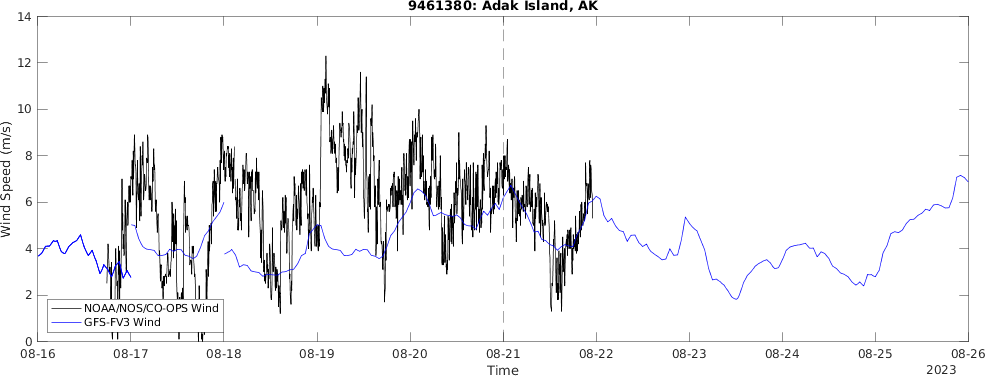 9461380: Adak Island, AK
Wind Speed (m/s)
14
12
10
8
6
4
2
0
NOAA/NOS/CO-OPS Wind
GFS-FV3 Wind
08-16 08-17 08-18 08-19 08-20 08-21 08-22 08-23 08-24 08-25 08-26
Time
2023